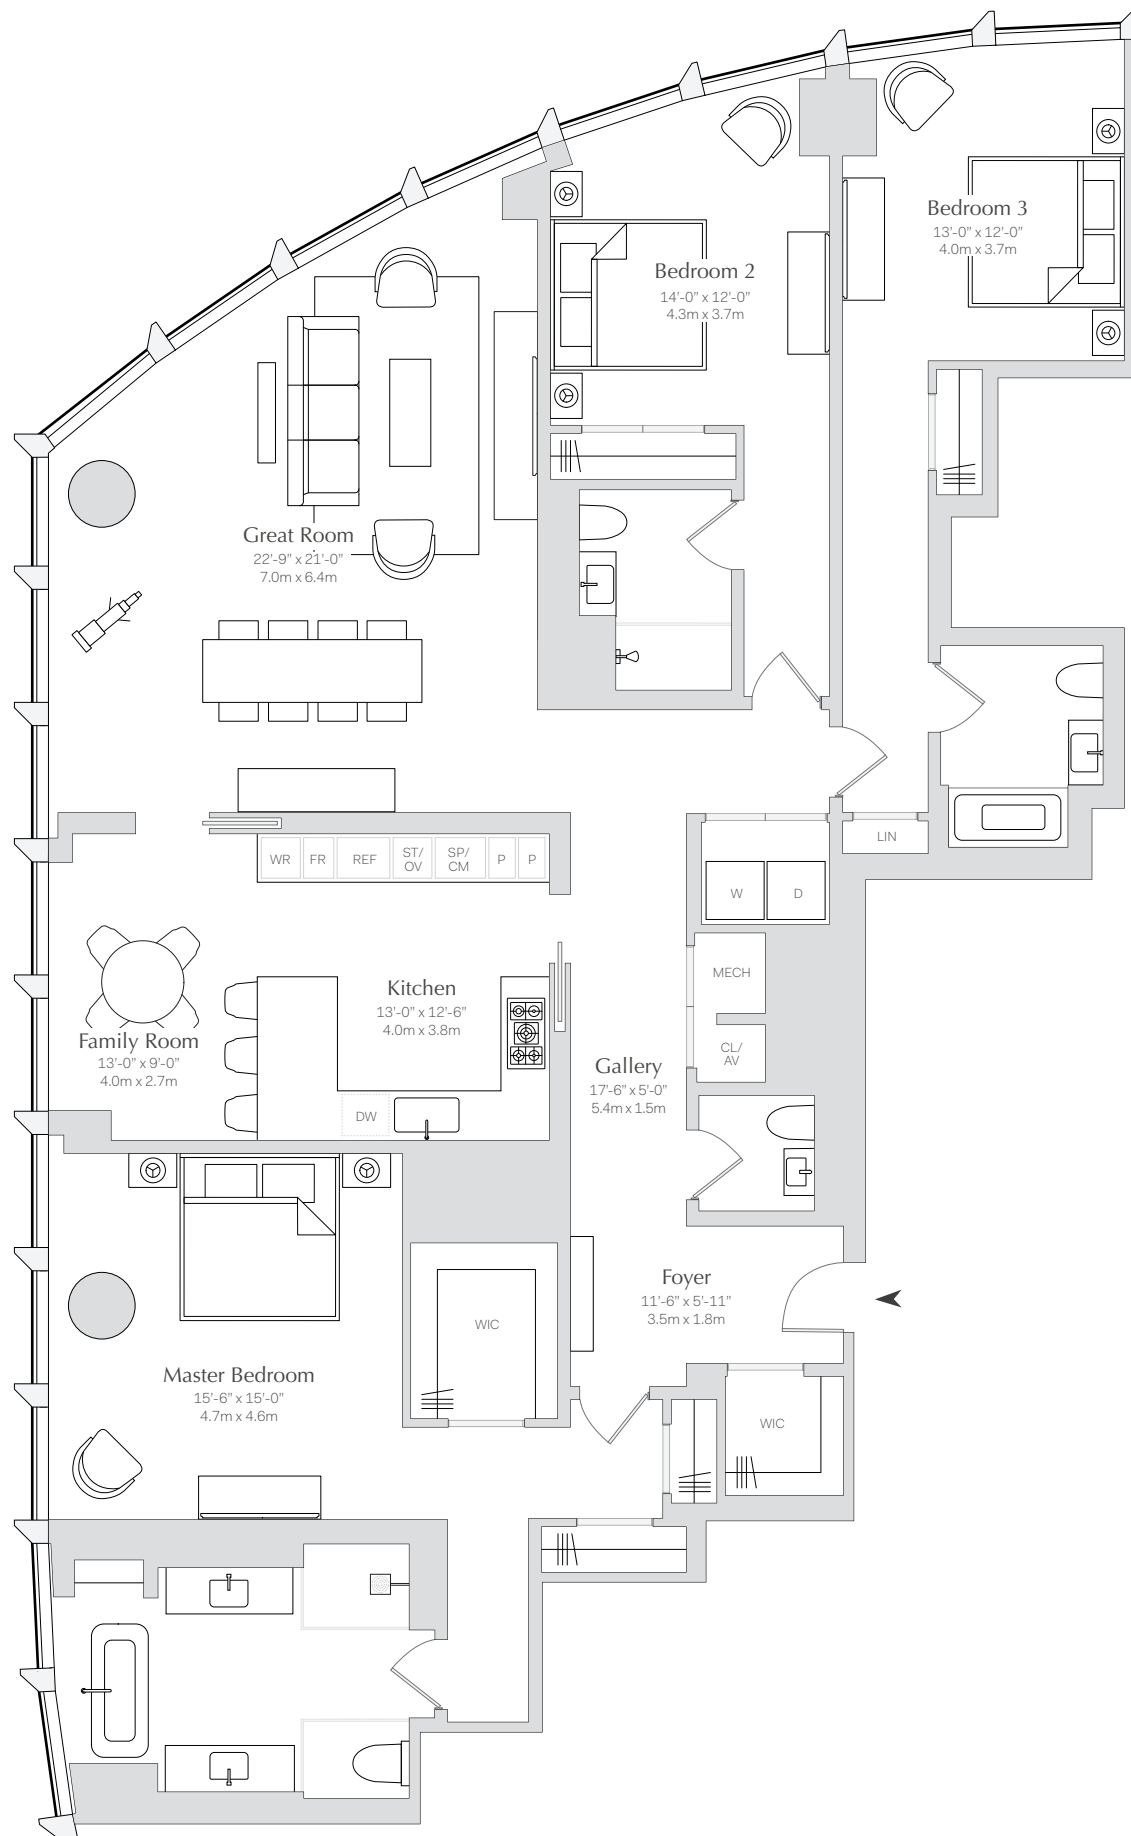 Bedroom 3
13'-0" x 12'-0"
4.0m x 3.7m
Bedroom 2
14'-0" x 12'-0"
4.3m x 3.7m
Great Room
22'-9" x 21'-0"
7.0m x 6.4m
LIN
WR
FR
REF
ST/
OV
SP/
CM
P
P
W
D
MECH
Kitchen
13'-0" x 12'-6"
4.0m x 3.8m
Family Room
13'-0" x 9'-0"
4.0m x 2.7m
CL/
AV
Gallery
17'-6" x 5'-0"
5.4m x 1.5m
DW
Foyer
11'-6" x 5'-11"
3.5m x 1.8m
WIC
Master Bedroom
15'-6" x 15'-0"
4.7m x 4.6m
WIC